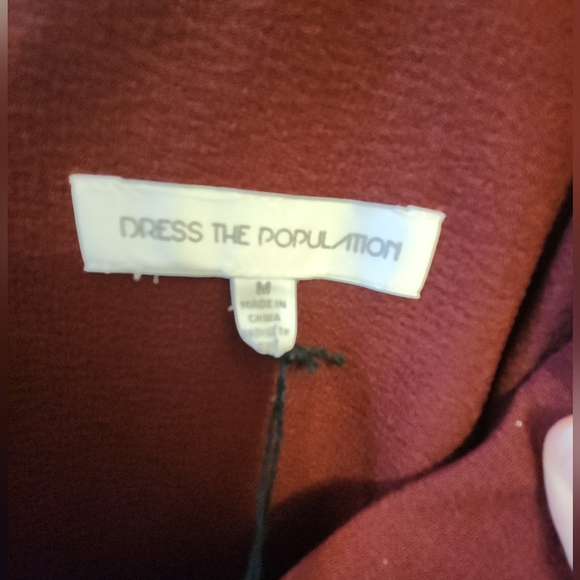 DRESS THE POPULATION
M
MADE IN
CHINA